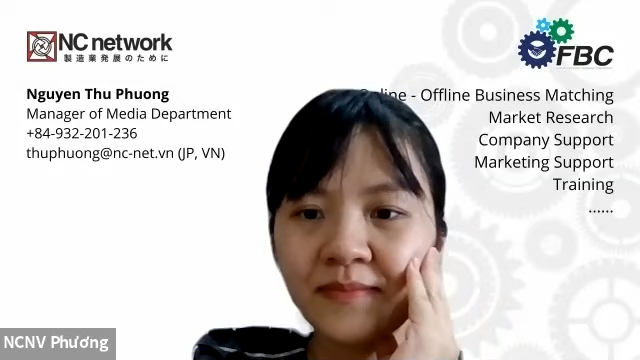 NC network
製造業発展のために
FBC
Nguyen Thu Phuong
Manager of Media Department
+84-932-201-236
thuphuong@nc-net.vn (JP, VN)
- Offline Business Matching
Market Research
Company Support
Marketing Support
Training
......
NCNV Phương